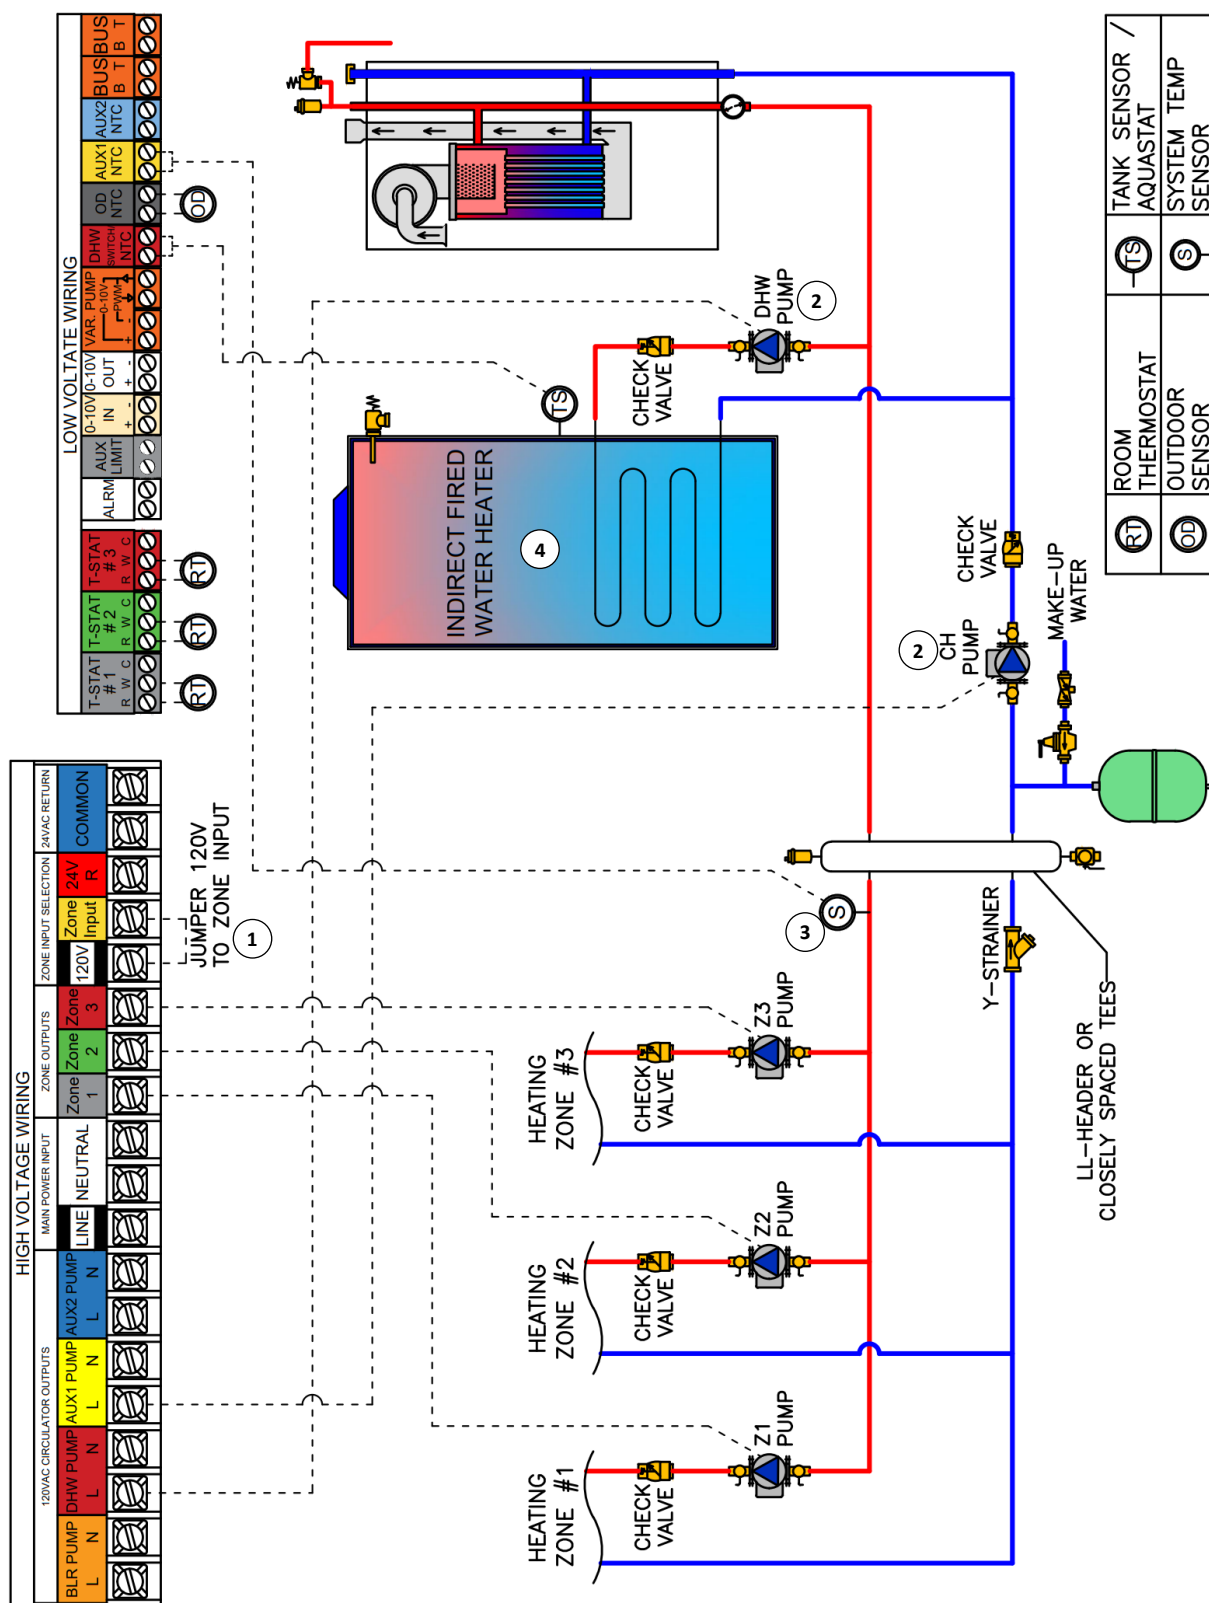 HIGH VOLTAGE WIRING
120VAC CIRCULATOR OUTPUTS
MAIN POWER INPUT
ZONE OUTPUTS
ZONE INPUT SELECTION
24VAC RETURN
BLR PUMP
L N
DHW PUMP
L N
AUX1 PUMP
L N
AUX2 PUMP
L N
LINE
NEUTRAL
Zone
1
Zone
2
Zone
3
120V
Zone
Input
24V
R
COMMON
JUMPER 120V
TO ZONE INPUT
1
LOW VOLTATE WIRING
T-STAT
# 1
R W C
T-STAT
# 2
R W C
T-STAT
# 3
R W C
ALRM
AUX
LIMIT
0-10V
IN
+ -
0-10V
OUT
+ -
VAR. PUMP
0-10V
PWM
+ -
DHW
SWITCH/
NTC
OD
NTC
AUX1
NTC
AUX2
NTC
BUS
B T
BUS
B T
RT
RT
RT
OD
TS
INDIRECT FIRED
WATER HEATER
4
CHECK
VALVE
DHW
PUMP
2
2
CH
PUMP
CHECK
VALVE
MAKE-UP
WATER
HEATING
ZONE #1
CHECK
VALVE
Z1
PUMP
HEATING
ZONE #2
CHECK
VALVE
Z2
PUMP
HEATING
ZONE #3
CHECK
VALVE
Z3
PUMP
S
3
Y-STRAINER
LL-HEADER OR
CLOSELY SPACED TEES
RT
ROOM
THERMOSTAT
TS
TANK SENSOR /
AQUASTAT
OD
OUTDOOR
SENSOR
S
SYSTEM TEMP
SENSOR